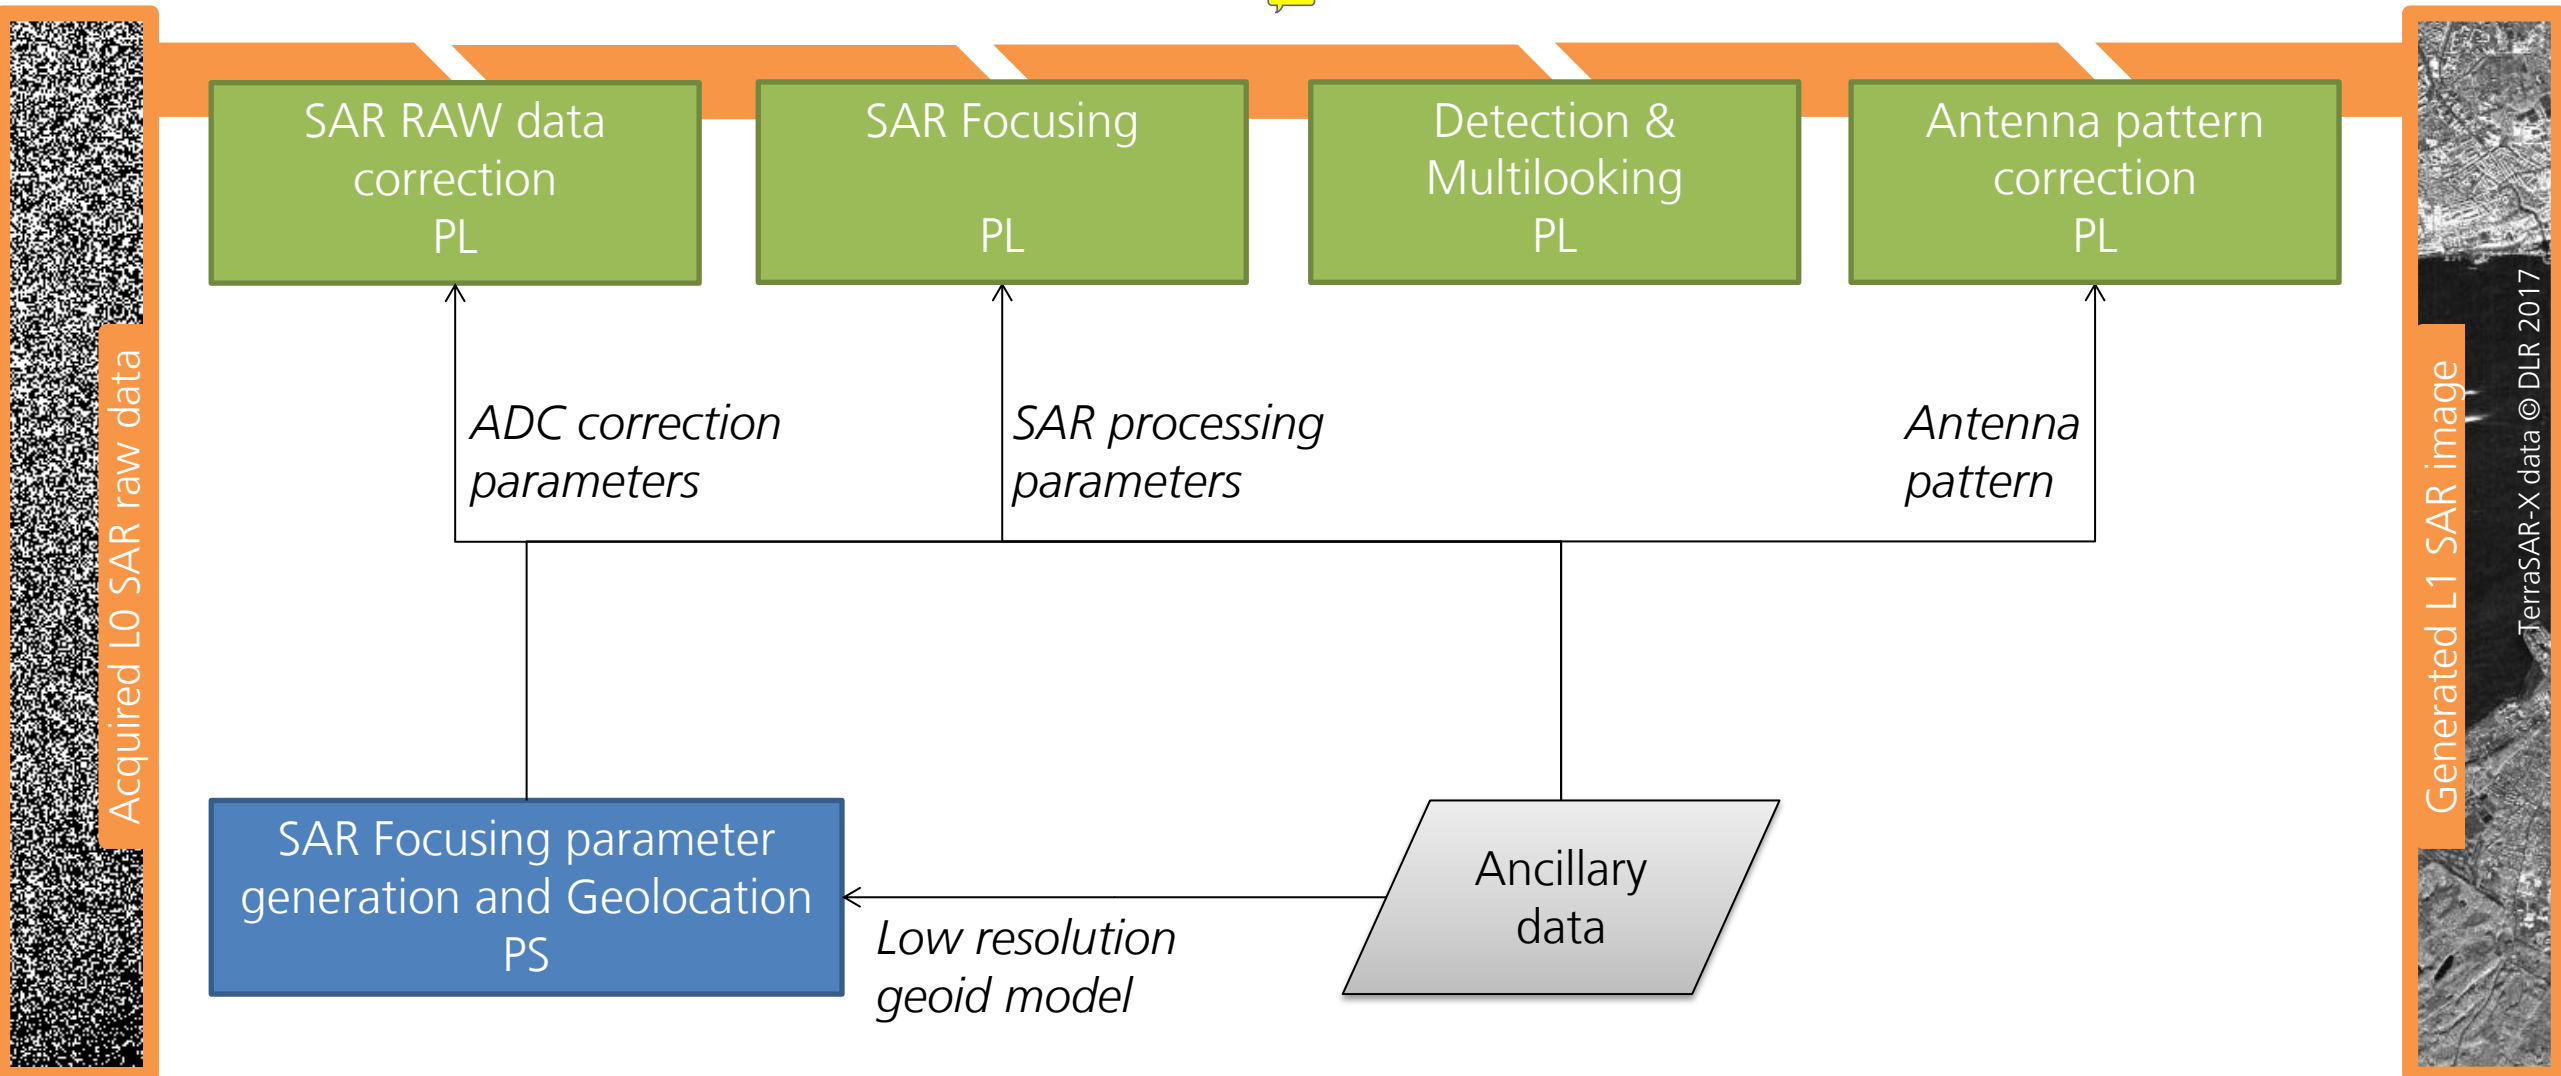 Acquired L0 SAR raw data
SAR RAW data
correction
PL
SAR Focusing
PL
Detection &
Multilooking
PL
Antenna pattern
correction
PL
ADC correction
parameters
SAR processing
parameters
Antenna
pattern
SAR Focusing parameter
generation and Geolocation
PS
Low resolution
geoid model
Ancillary
data
Generated L1 SAR image
TerraSAR-X data © DLR 2017